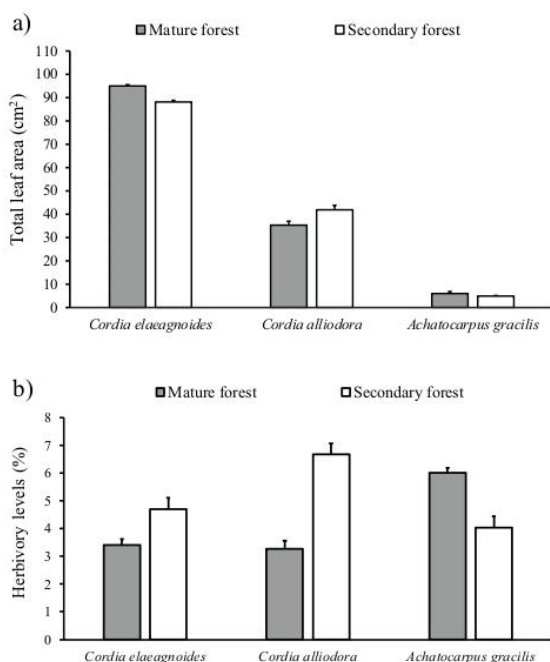 a)
Mature forest Secondary forest
Total leaf area (cm²)
110
100
90
80
70
60
50
40
30
20
10
0
Cordia elaeagnoides Cordia alliodora Achatocarpus gracilis
b)
Mature forest Secondary forest
Herbivory levels (%)
8
7
6
5
4
3
2
1
0
Cordia elaeagnoides Cordia alliodora Achatocarpus gracilis